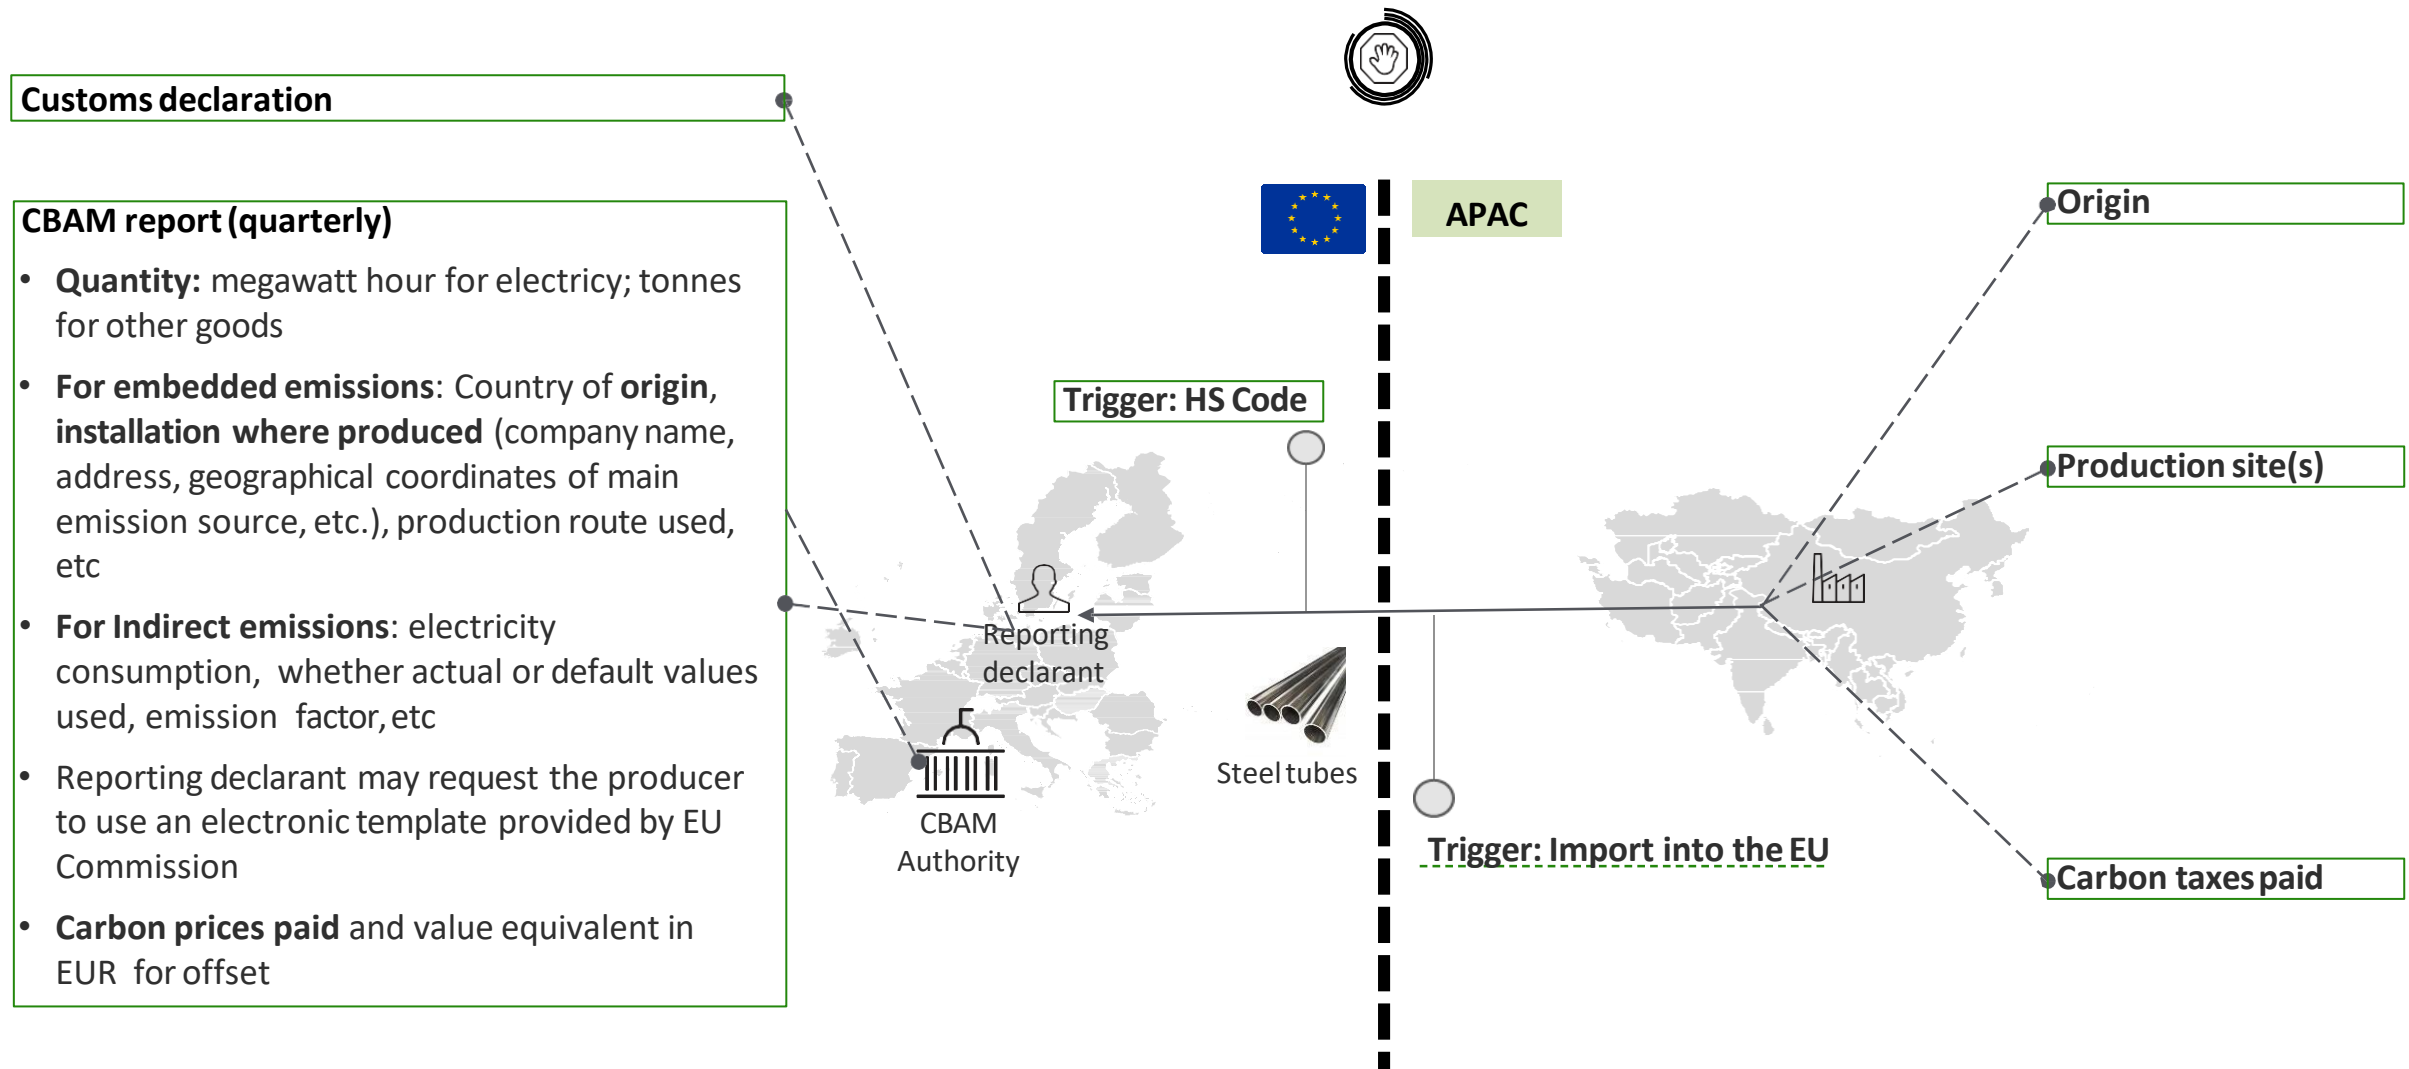 Customs declaration
CBAM report (quarterly)
• Quantity: megawatt hour for electricy; tonnes
for other goods
• For embedded emissions: Country of origin,
installation where produced (company name,
address, geographical coordinates of main
emission source, etc.), production route used,
etc
• For Indirect emissions: electricity
consumption, whether actual or default values
used, emission factor, etc
• Reporting declarant may request the producer
to use an electronic template provided by EU
Commission
• Carbon prices paid and value equivalent in
EUR for offset
APAC
Trigger: HS Code
Reporting
declarant
CBAM
Authority
Steel tubes
Trigger: Import into the EU
Origin
Production site(s)
Carbon taxes paid